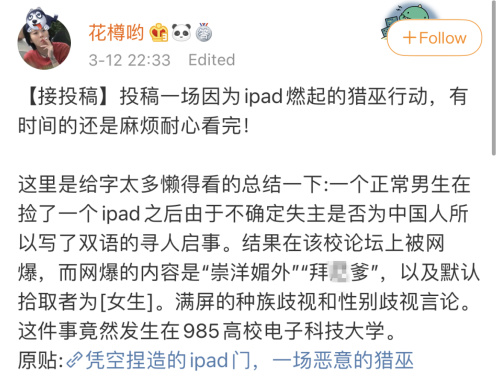 花樽哟
3-12 22:33 Edited
+Follow
【接投稿】投稿一场因为ipad燃起的猎巫行动，有
时间的还是麻烦耐心看完！
这里是给字太多懒得看的总结一下:一个正常男生在
捡了一个ipad之后由于不确定失主是否为中国人所
以写了双语的寻人启事。结果在该校论坛上被网
爆，而网爆的内容是“崇洋媚外”“拜爹”，以及默认
拾取者为[女生]。满屏的种族歧视和性别歧视言论。
这件事竟然发生在985高校电子科技大学。
原贴:凭空捏造的ipad门，一场恶意的猎巫